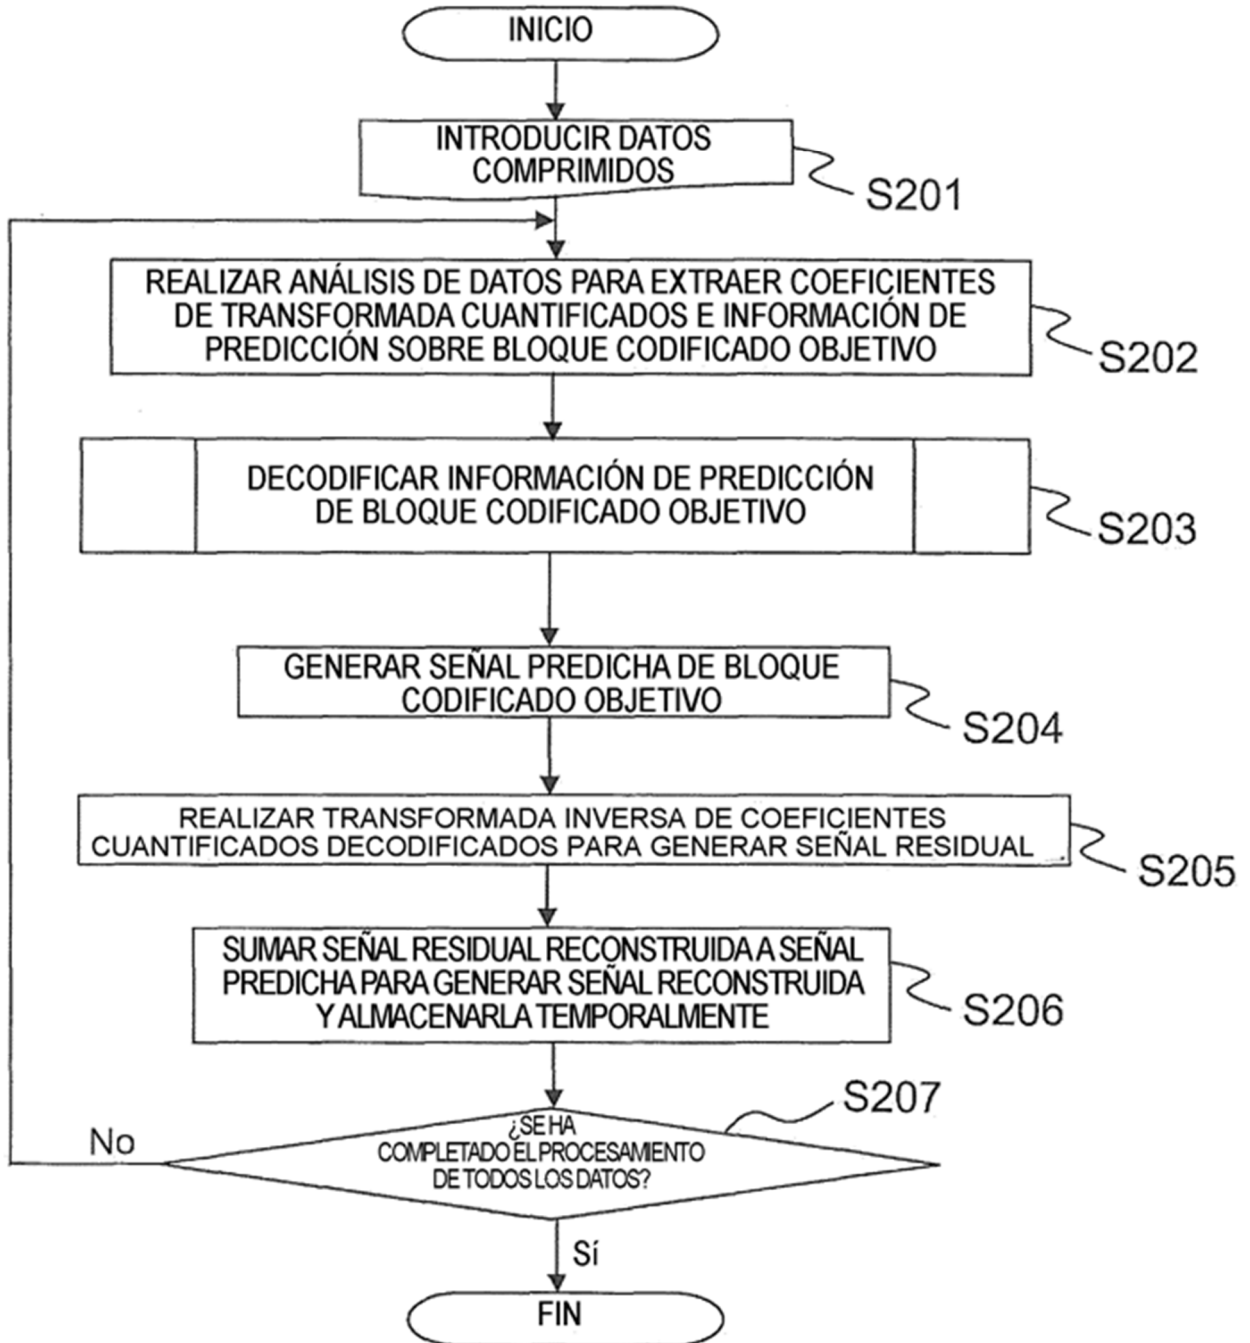 INICIO
INTRODUCIR DATOS
COMPRIMIDOS
S201
REALIZAR ANÁLISIS DE DATOS PARA EXTRAER COEFICIENTES
DE TRANSFORMADA CUANTIFICADOS E INFORMACIÓN DE
PREDICCIÓN SOBRE BLOQUE CODIFICADO OBJETIVO
S202
DECODIFICAR INFORMACIÓN DE PREDICCIÓN
DE BLOQUE CODIFICADO OBJETIVO
S203
GENERAR SEÑAL PREDICHA DE BLOQUE
CODIFICADO OBJETIVO
S204
REALIZAR TRANSFORMADA INVERSA DE COEFICIENTES
CUANTIFICADOS DECODIFICADOS PARA GENERAR SEÑAL RESIDUAL
S205
SUMAR SEÑAL RESIDUAL RECONSTRUIDA A SEÑAL
PREDICHA PARA GENERAR SEÑAL RECONSTRUIDA
Y ALMACENARLA TEMPORALMENTE
S206
S207
¿SE HA
COMPLETADO EL PROCESAMIENTO
DE TODOS LOS DATOS?
No
Sí
FIN